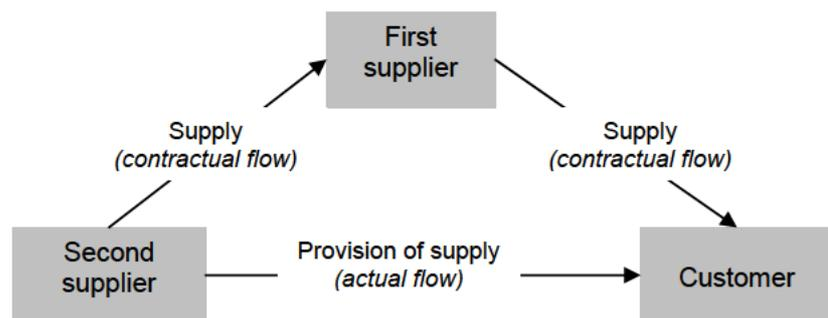 First
supplier
Supply
(contractual flow)
Supply
(contractual flow)
Second
supplier
Provision of supply
(actual flow)
Customer